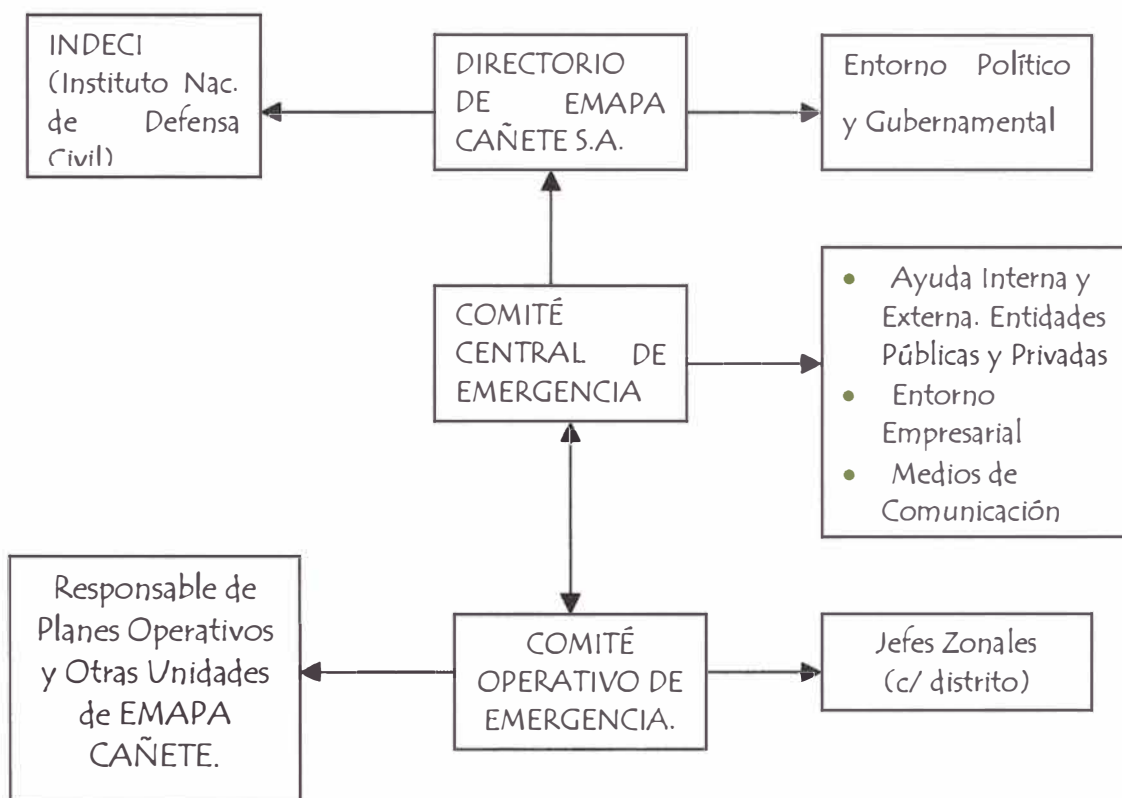 INDECI
(Instituto Nac.
de Defensa
Civil)
DIRECTORIO
DE EMAPA
CAÑETE S.A.
Entorno Político
y Gubernamental
COMITÉ
CENTRAL DE
EMERGENCIA
• Ayuda Interna y
Externa. Entidades
Públicas y Privadas
• Entorno
Empresarial
• Medios de
Comunicación
Responsable de
Planes Operativos
y Otras Unidades
de EMAPA
CAÑETE.
COMITÉ
OPERATIVO DE
EMERGENCIA.
Jefes Zonales
(c/ distrito)